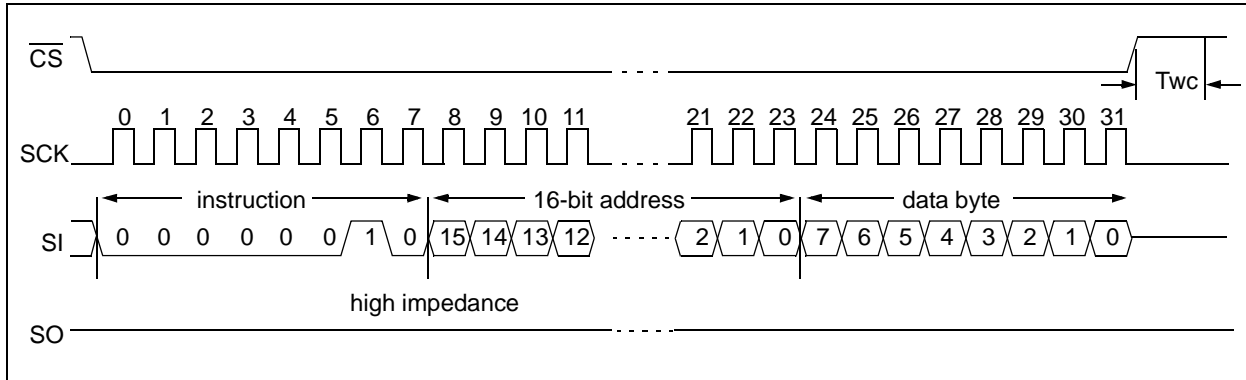 CS
Twc
0 1 2 3 4 5 6 7 8 9 10 11 21 22 23 24 25 26 27 28 29 30 31
SCK
instruction 16-bit address data byte
SI 0 0 0 0 0 0 1 0 15 14 13 12 2 1 0 7 6 5 4 3 2 1 0
high impedance
SO